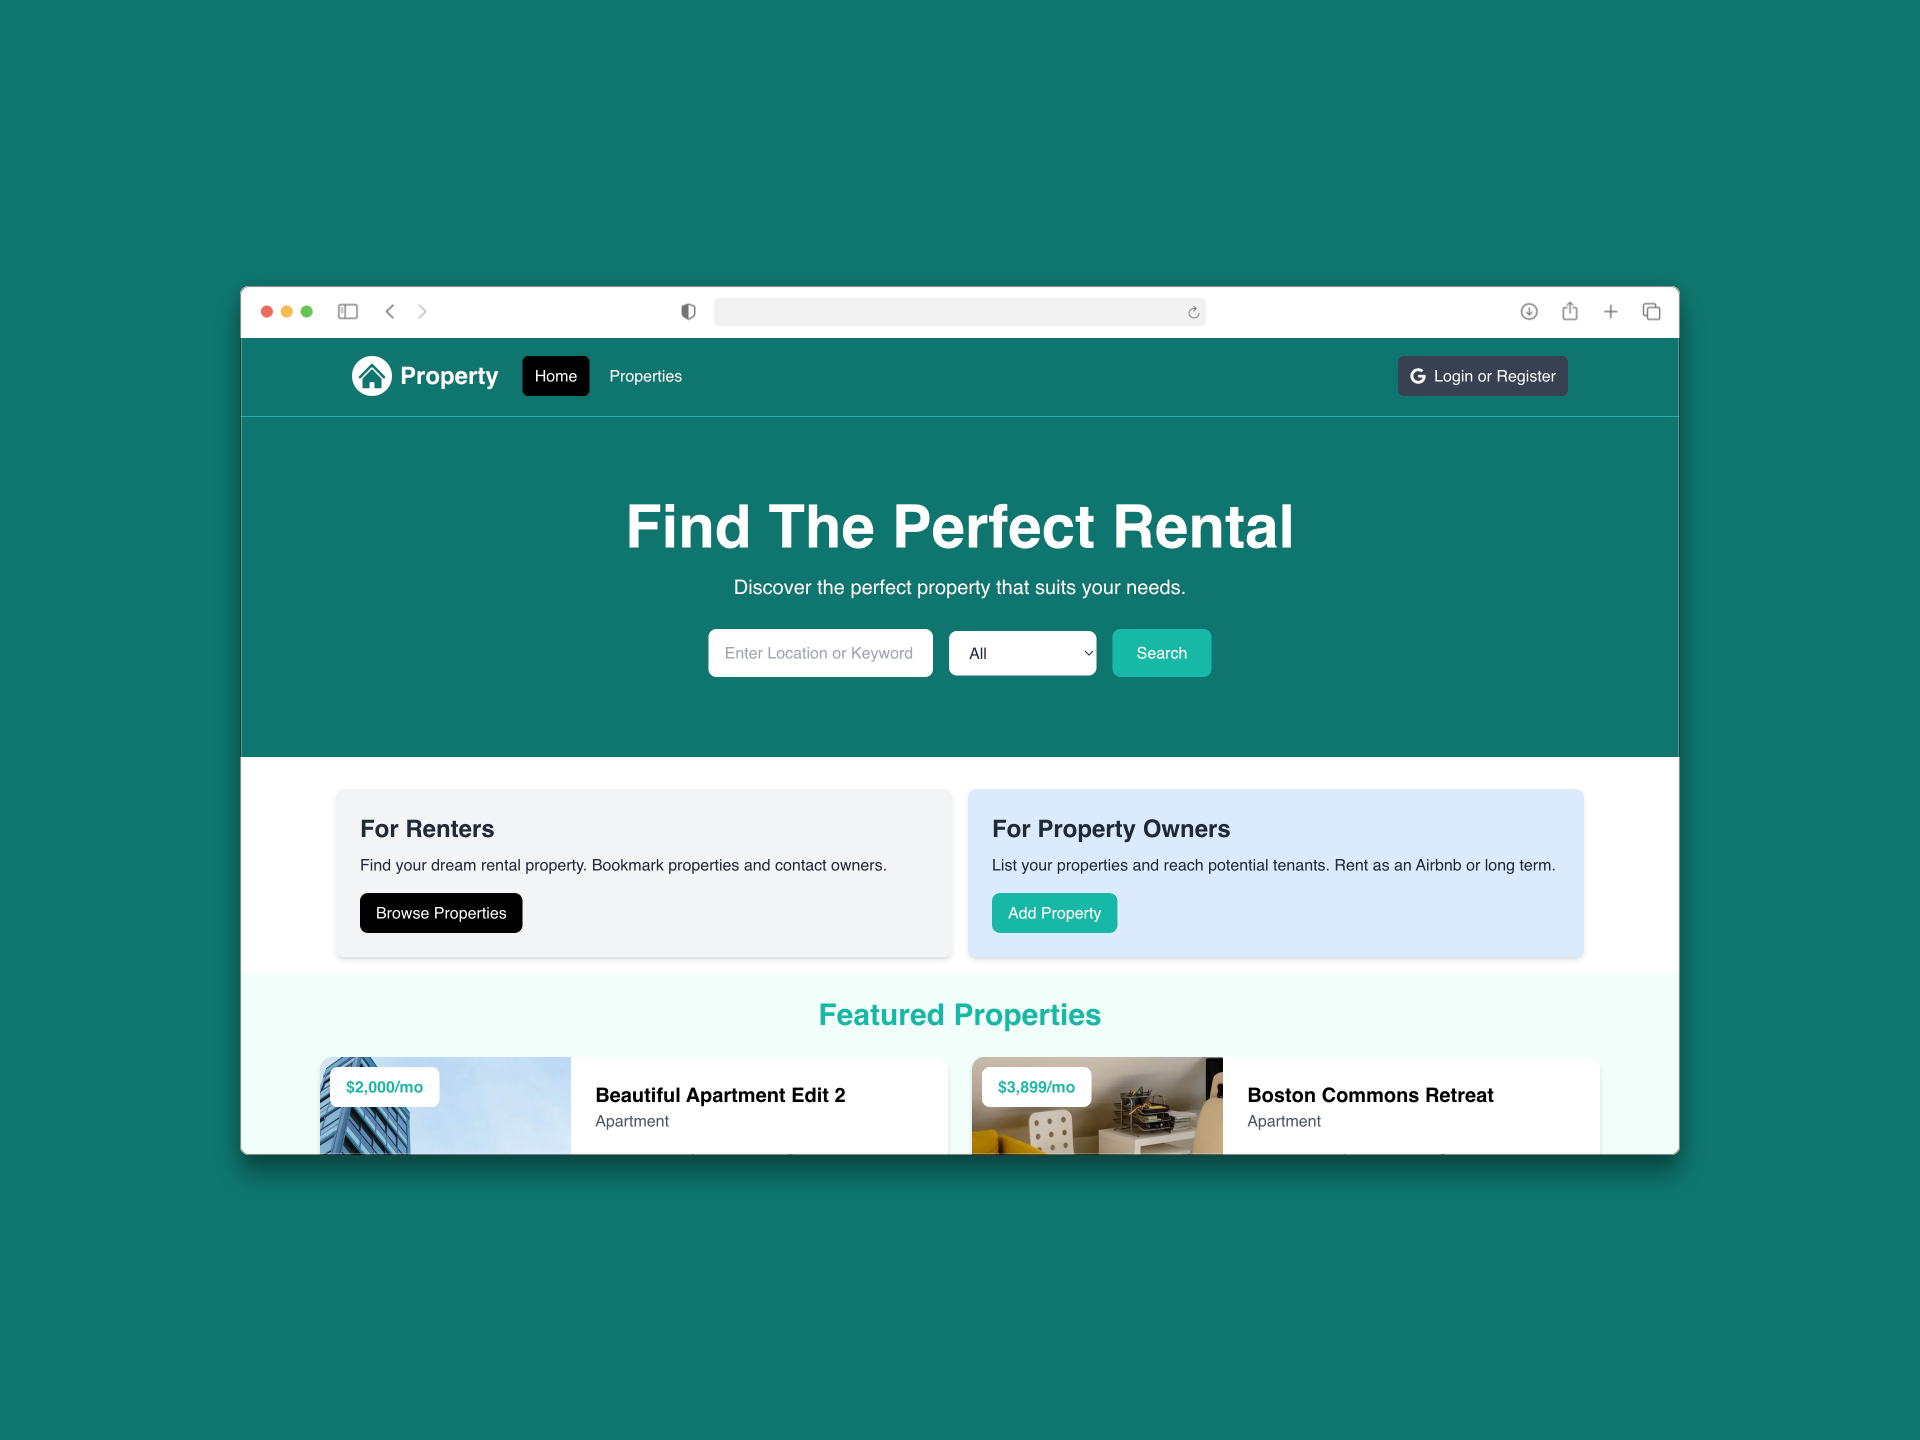 Property
Home
Properties
G Login or Register
Find The Perfect Rental
Discover the perfect property that suits your needs.
Enter Location or Keyword
All
Search
For Renters
Find your dream rental property. Bookmark properties and contact owners.
Browse Properties
For Property Owners
List your properties and reach potential tenants. Rent as an Airbnb or long term.
Add Property
Featured Properties
$2,000/mo
Beautiful Apartment Edit 2
Apartment
$3,899/mo
Boston Commons Retreat
Apartment